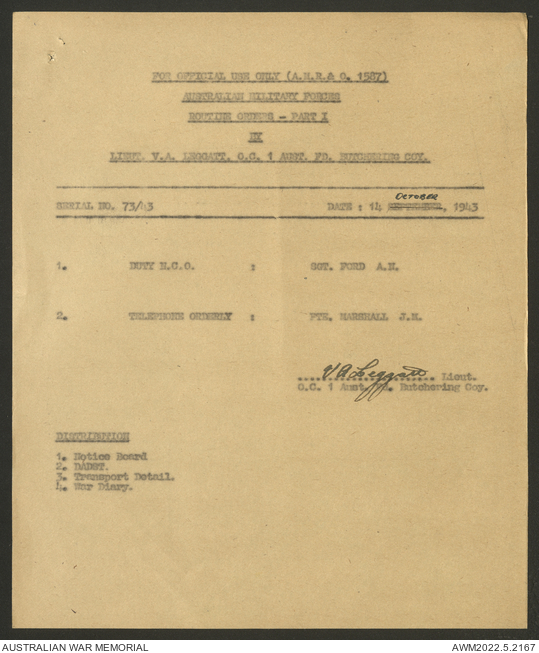 FOR OFFICIAL USE ONLY (A.M.R.& O. 1587)
AUSTRALIAN MILITARY FORCES
ROUTINE ORDERS - PART I
BY
LIEUT. V.A. LEGGATT. O.C. 1 AUST. FD. BUTCHERING COY.
OCTOBER
SERIAL NO. 73/43 DATE : 14 SEPTEMBER, 1943
1. DUTY N.C.O. : SGT. FORD A.N.
2. TELEPHONE ORDERLY : PTE. MARSHALL J.H.
VA Leggatt Lieut.
O.C. 1 Aust. Fd. Butchering Coy.
DISTRIBUTION
1. Notice Board
2. DADST.
3. Transport Detail.
4. War Diary.
AUSTRALIAN WAR MEMORIAL AWM2022.5.2167